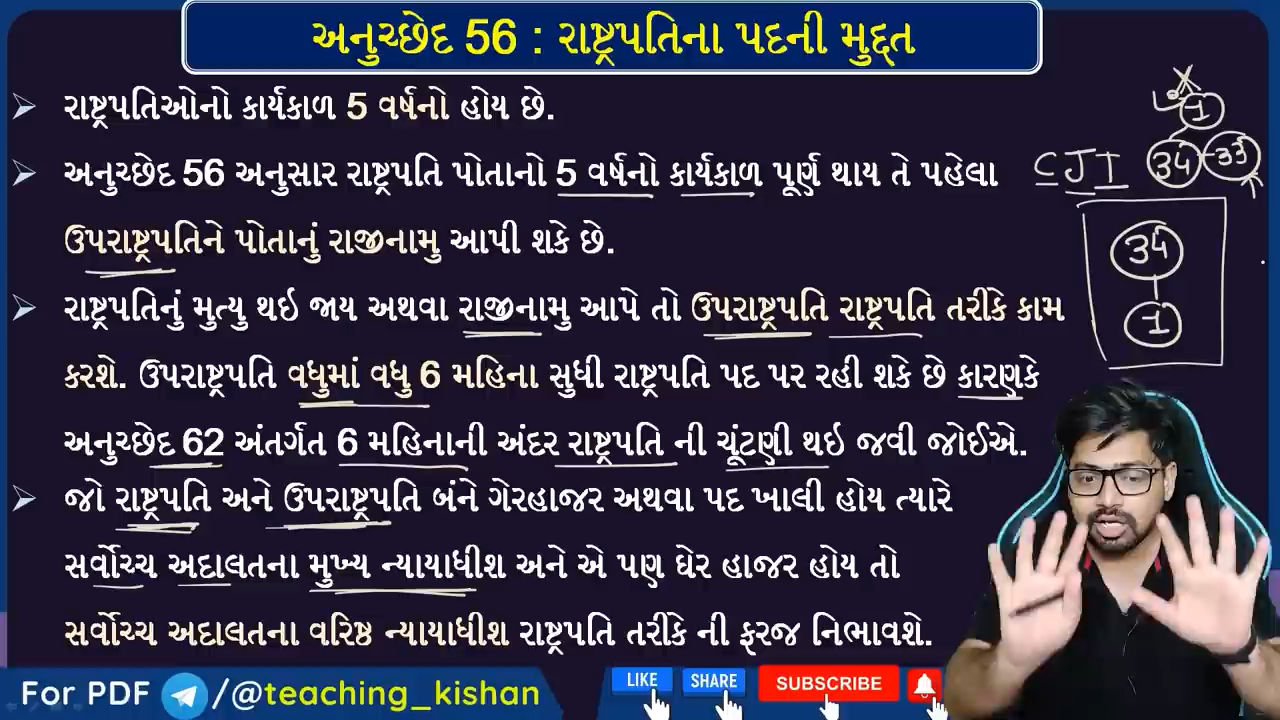 અનુચ્છેદ 56 : રાષ્ટ્રપતિના પદની મુદ્દત
રાષ્ટ્રપતિઓનો કાર્યકાળ 5 વર્ષનો હોય છે.
અનુચ્છેદ 56 અનુસાર રાષ્ટ્રપતિ પોતાનો 5 વર્ષનો કાર્યકાળ પૂર્ણ થાય તે પહેલા
ઉપરાષ્ટ્રપતિને પોતાનું રાજીનામુ આપી શકે છે.
રાષ્ટ્રપતિનું મુત્યુ થઇ જાય અથવા રાજીનામુ આપે તો ઉપરાષ્ટ્રપતિ રાષ્ટ્રપતિ તરીકે કામ
કરશે. ઉપરાષ્ટ્રપતિ વધુમાં વધુ 6 મહિના સુધી રાષ્ટ્રપતિ પદ પર રહી શકે છે કારણકે
અનુચ્છેદ 62 અંતર્ગત 6 મહિનાની અંદર રાષ્ટ્રપતિ ની ચૂંટણી થઇ જવી જોઈએ.
જો રાષ્ટ્રપતિ અને ઉપરાષ્ટ્રપતિ બંને ગેરહાજર અથવા પદ ખાલી હોય ત્યારે
સર્વોચ્ચ અદાલતના મુખ્ય ન્યાયાધીશ અને એ પણ ઘેર હાજર હોય તો
સર્વોચ્ચ અદાલતના વરિષ્ઠ ન્યાયાધીશ રાષ્ટ્રપતિ તરીકે ની ફરજ નિભાવશે.
1
CJI 34 33
34
1
For PDF /@teaching_kishan
LIKE SHARE SUBSCRIBE